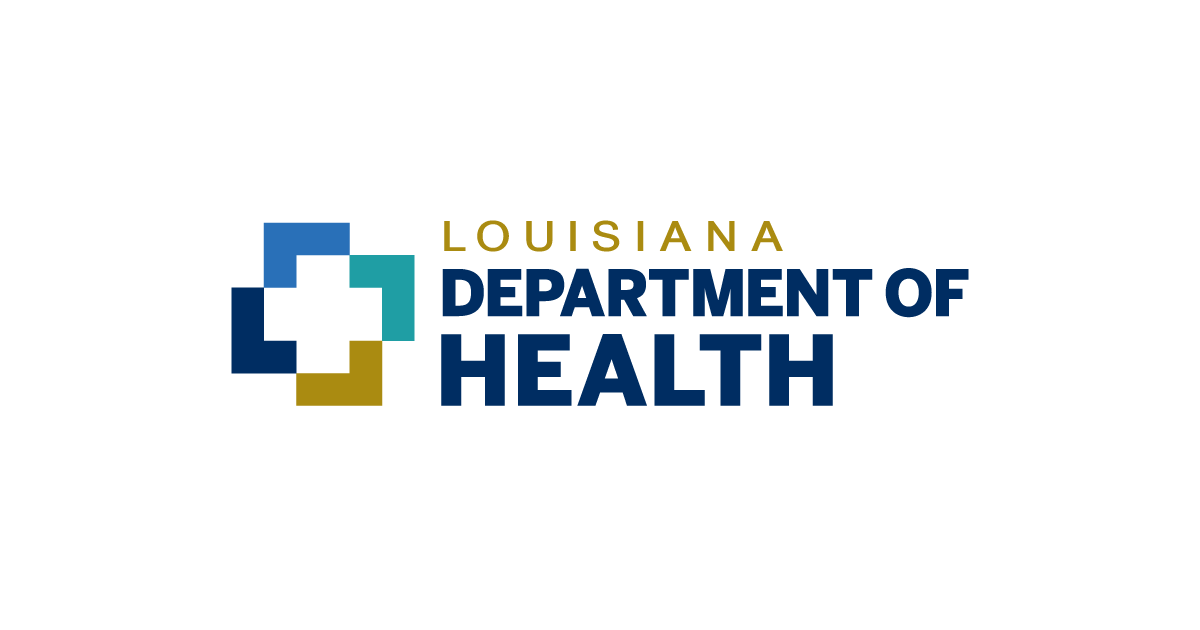 LOUISIANA
DEPARTMENT OF
HEALTH